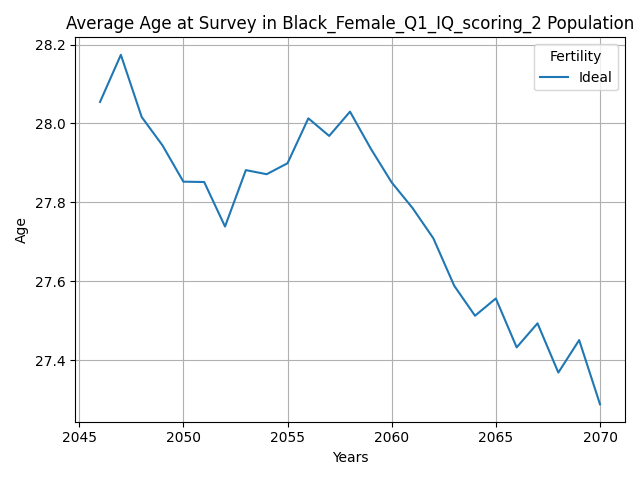 Average Age at Survey in Black_Female_Q1_IQ_scoring_2 Population
Fertility
Ideal
28.2
28.0
27.8
27.6
27.4
Age
2045
2050
2055
2060
2065
2070
Years